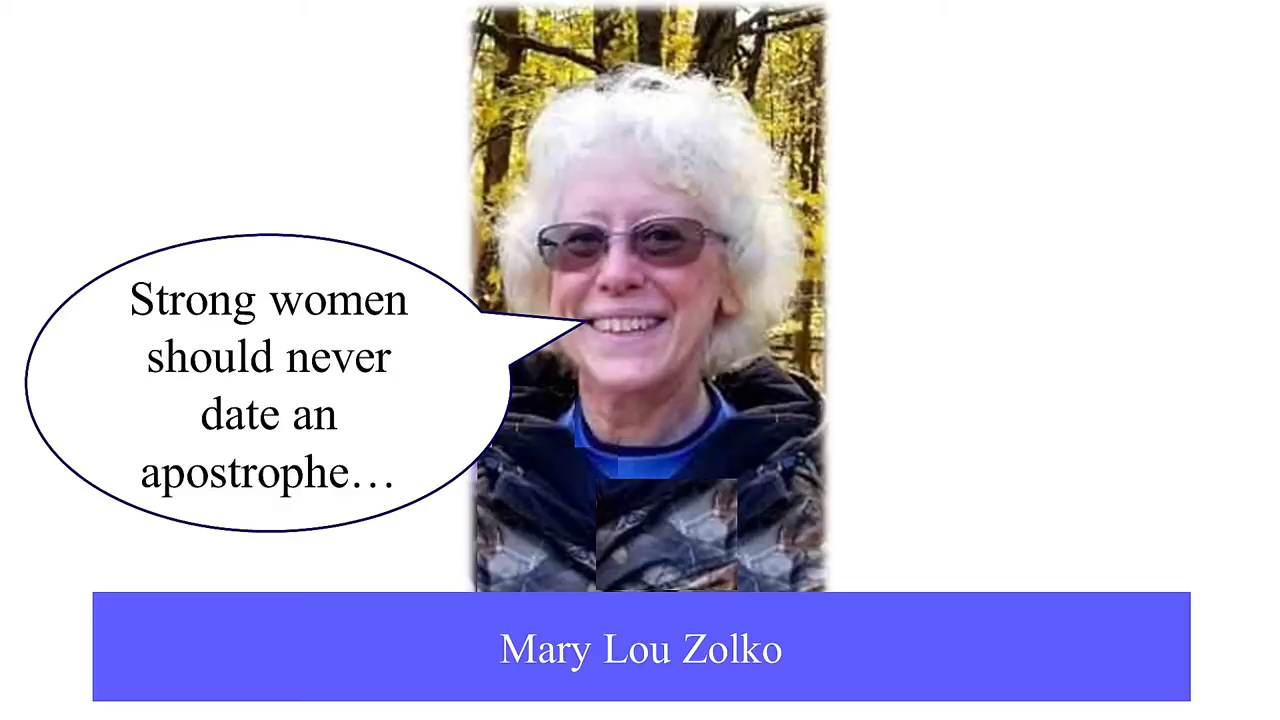 Strong women
should never
date an
apostrophe…
Mary Lou Zolko